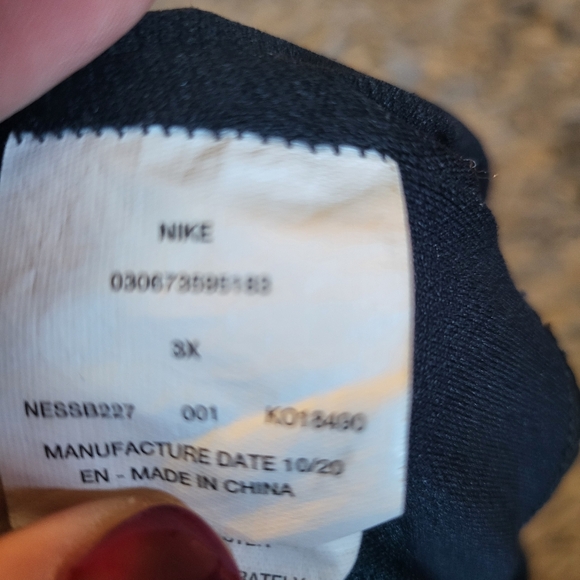 NIKE
030673595183
3X
NESSB227 001 KO18490
MANUFACTURE DATE 10/20
EN - MADE IN CHINA